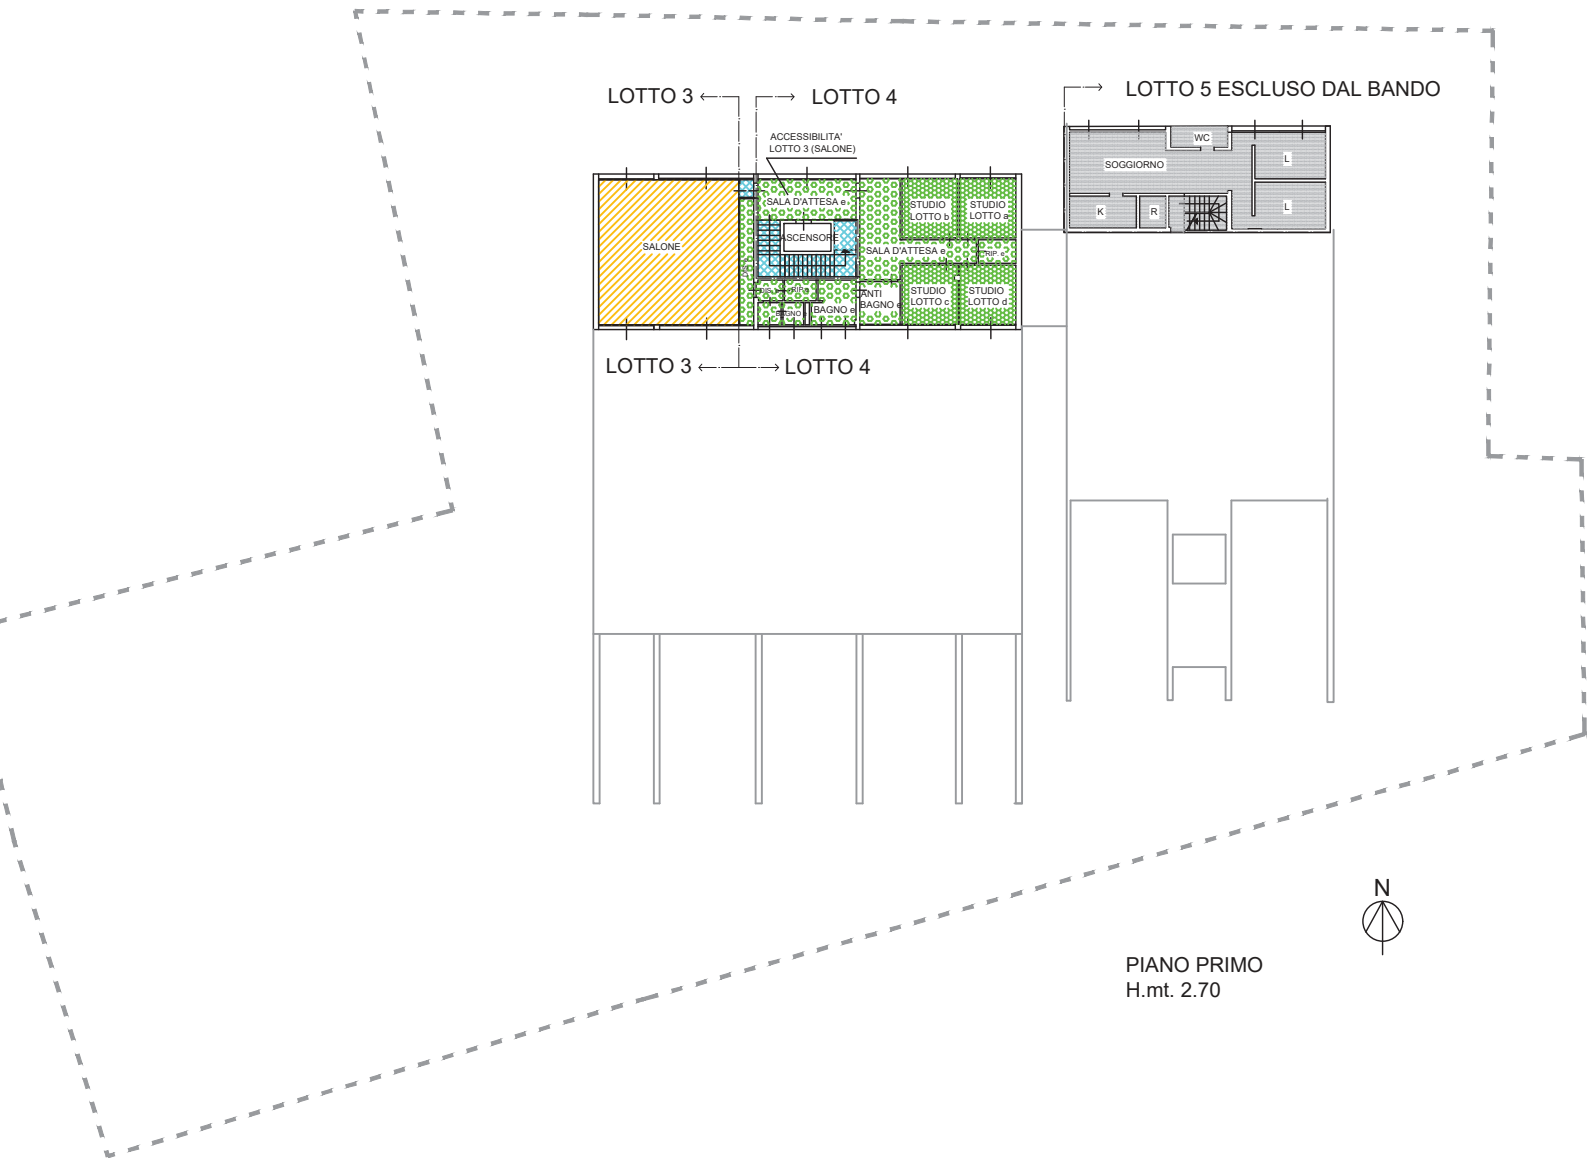 LOTTO 3
LOTTO 4
LOTTO 5 ESCLUSO DAL BANDO
ACCESSIBILITA'
LOTTO 3 (SALONE)
WC
SOGGIORNO
L
L
K
R
SALA D'ATTESA e
STUDIO
LOTTO b
STUDIO
LOTTO a
SALONE
ASCENSORE
SALA D'ATTESA e
RIP. e
RIP. e
STUDIO
LOTTO c
STUDIO
LOTTO d
ANTI
BAGNO e
BAGNO e
BAGNO e
LOTTO 3
LOTTO 4
N
PIANO PRIMO
H.mt. 2.70